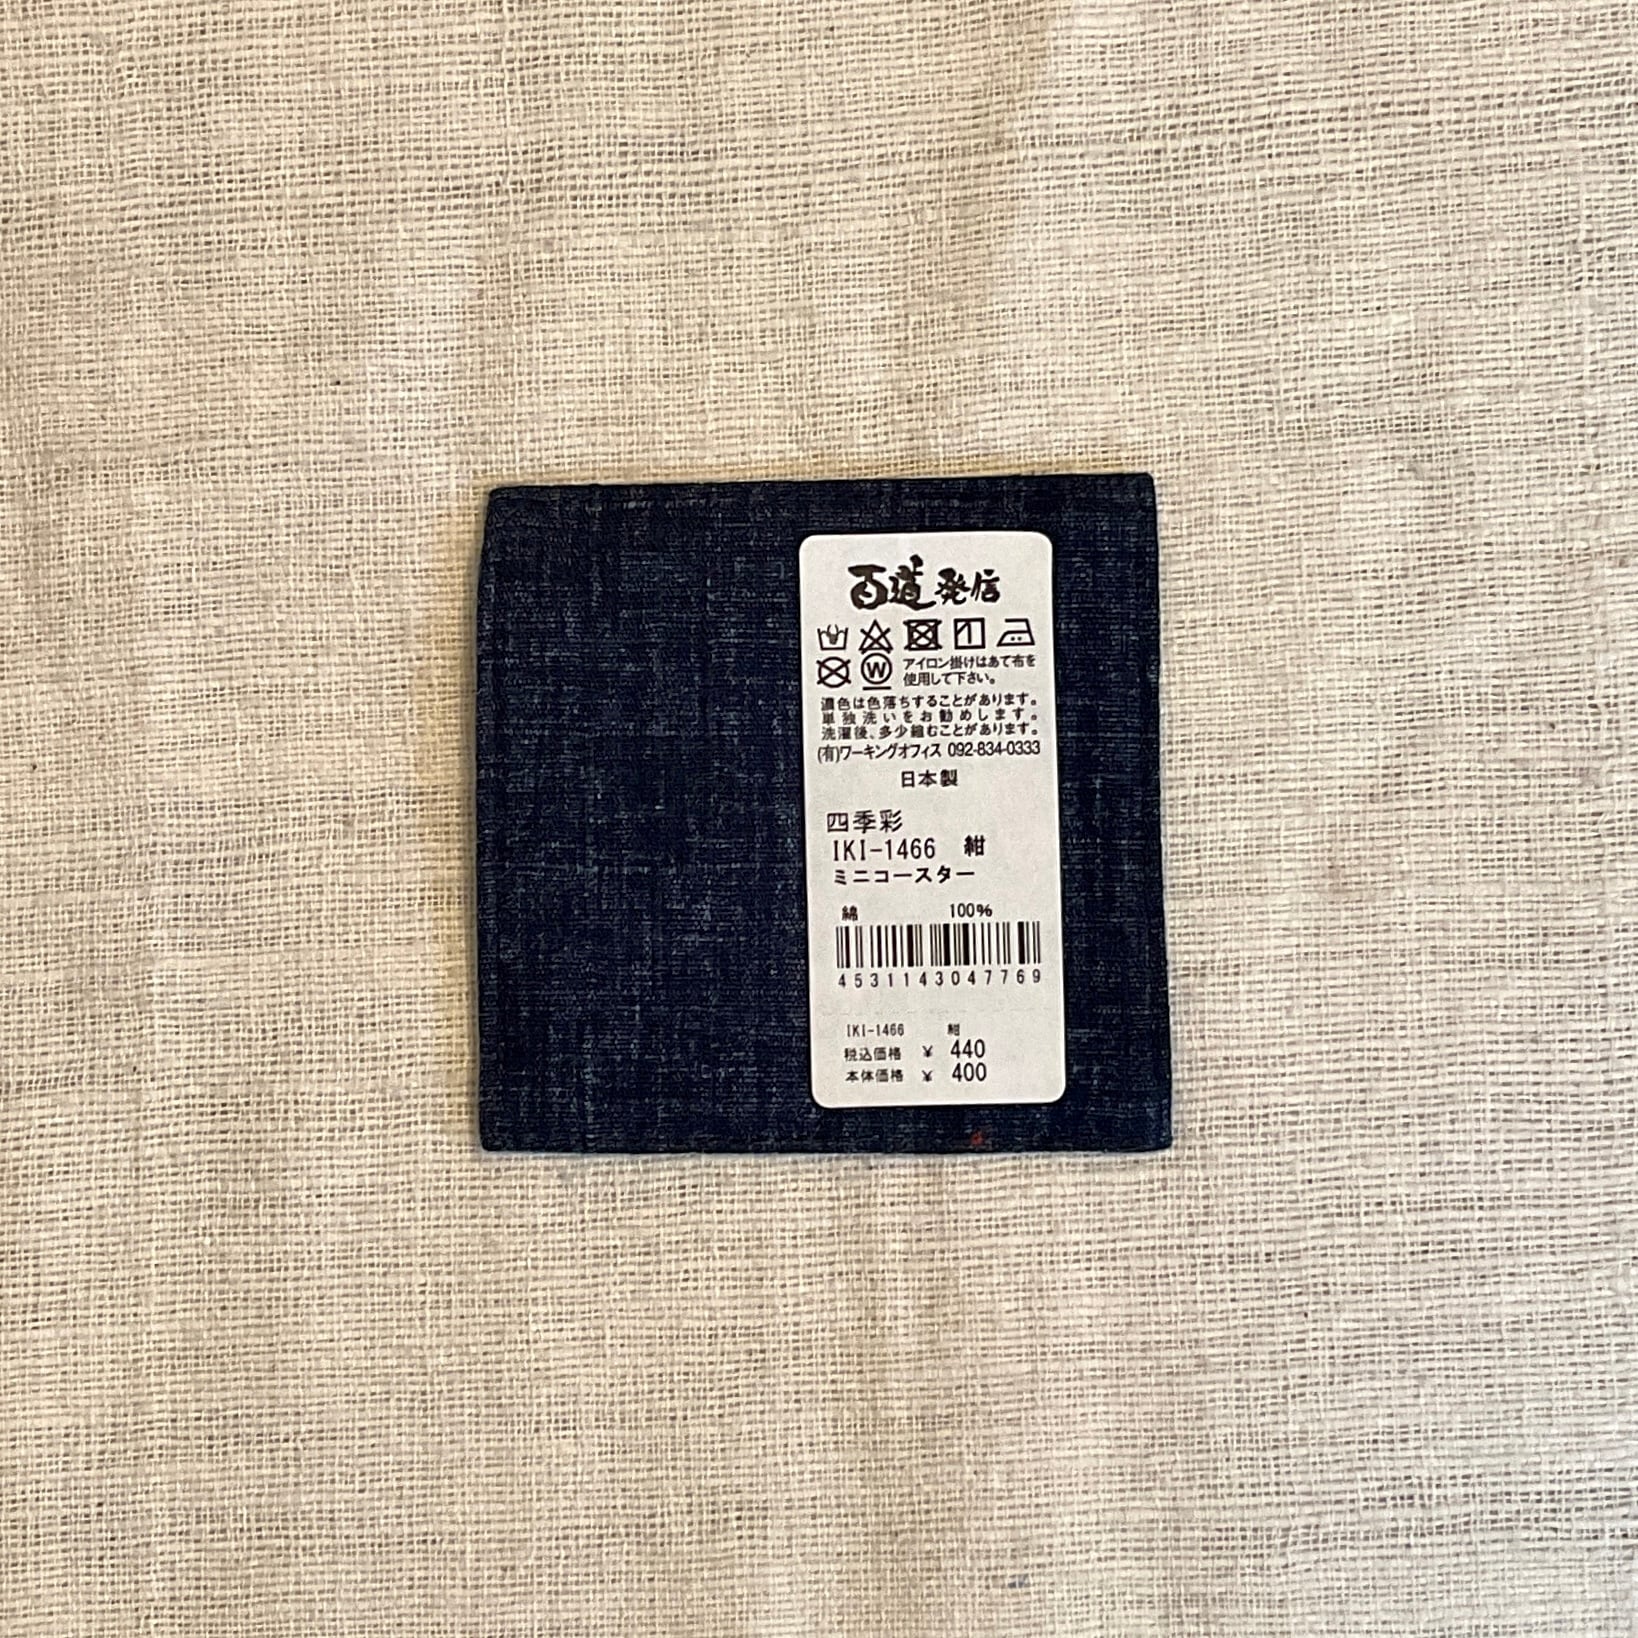 百道発信
アイロン掛けはあて布を
使用して下さい。
濃色は色落ちすることがあります。
単独洗いをお勧めします。
洗濯後、多少縮むことがあります。
(有)ワーキングオフィス 092-834-0333
日本製
四季彩
IKI-1466 紺
ミニコースター
綿 100%
4531143047769
IKI-1466 紺
税込価格 ¥ 440
本体価格 ¥ 400